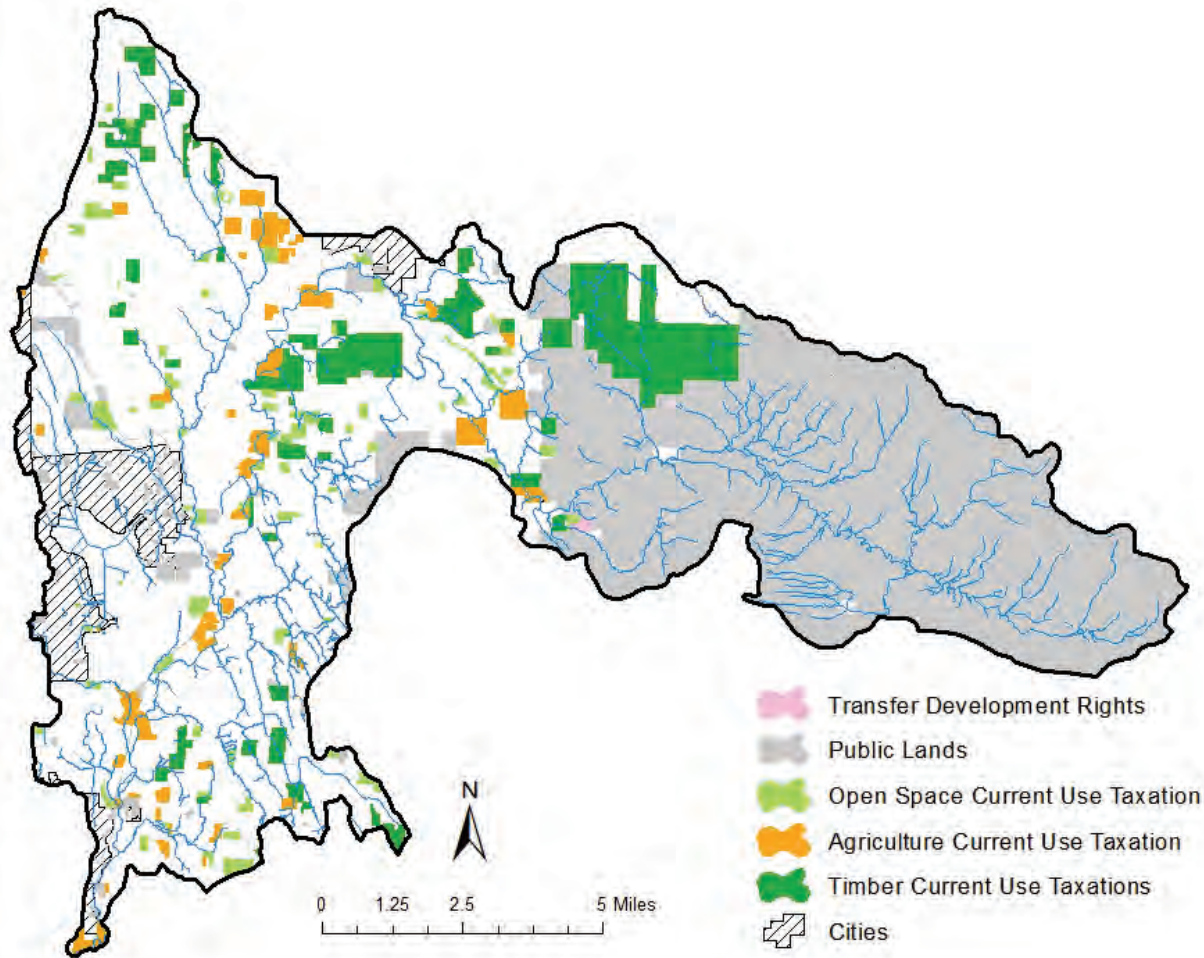 N
0 1.25 2.5 5 Miles
Transfer Development Rights
Public Lands
Open Space Current Use Taxation
Agriculture Current Use Taxation
Timber Current Use Taxations
Cities